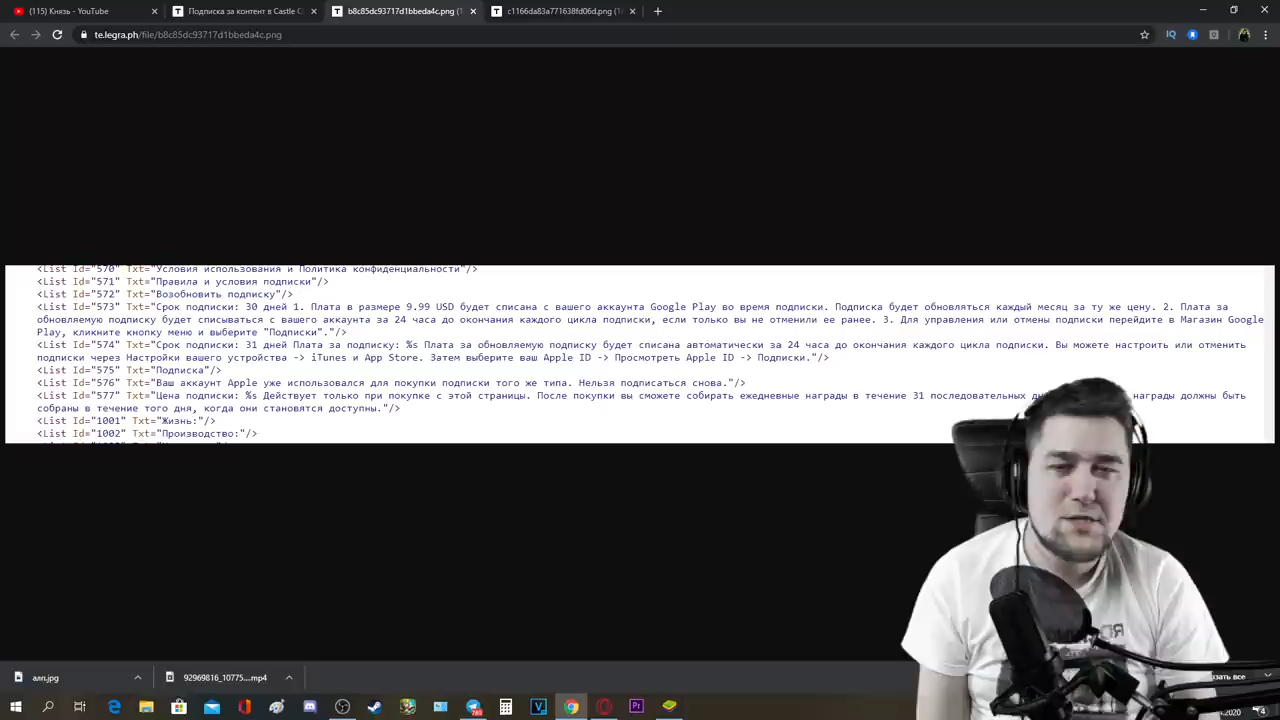 (115) Князь - YouTube
Подписка за контент в Castle C
b8c85dc93717d1bbeda4c.png (1
c1166da83a771638fd06d.png (1
te.legra.ph/file/b8c85dc93717d1bbeda4c.png
<List Id="570" Txt="Условия использования и Политика конфиденциальности"/>
<List Id="571" Txt="Правила и условия подписки"/>
<List Id="572" Txt="Возобновить подписку"/>
<List Id="573" Txt="Срок подписки: 30 дней 1. Плата в размере 9.99 USD будет списана с вашего аккаунта Google Play во время подписки. Подписка будет обновляться каждый месяц за ту же цену. 2. Плата за
обновляемую подписку будет списываться с вашего аккаунта за 24 часа до окончания каждого цикла подписки, если только вы не отменили ее ранее. 3. Для управления или отмены подписки перейдите в Магазин Google
Play, кликните кнопку меню и выберите "Подписки"."/>
<List Id="574" Txt="Срок подписки: 31 дней Плата за подписку: %s Плата за обновляемую подписку будет списана автоматически за 24 часа до окончания каждого цикла подписки. Вы можете настроить или отменить
подписки через Настройки вашего устройства -> iTunes и App Store. Затем выберите ваш Apple ID -> Просмотреть Apple ID -> Подписки."/>
<List Id="575" Txt="Подписка"/>
<List Id="576" Txt="Ваш аккаунт Apple уже использовался для покупки подписки того же типа. Нельзя подписаться снова."/>
<List Id="577" Txt="Цена подписки: %s Действует только при покупке с этой страницы. После покупки вы сможете собирать ежедневные награды в течение 31 последовательных награды должны быть
собраны в течение того дня, когда они становятся доступны."/>
<List Id="1001" Txt="Жизнь:"/>
<List Id="1002" Txt="Производство:"/>
алл.jpg
92969816_10775....mp4